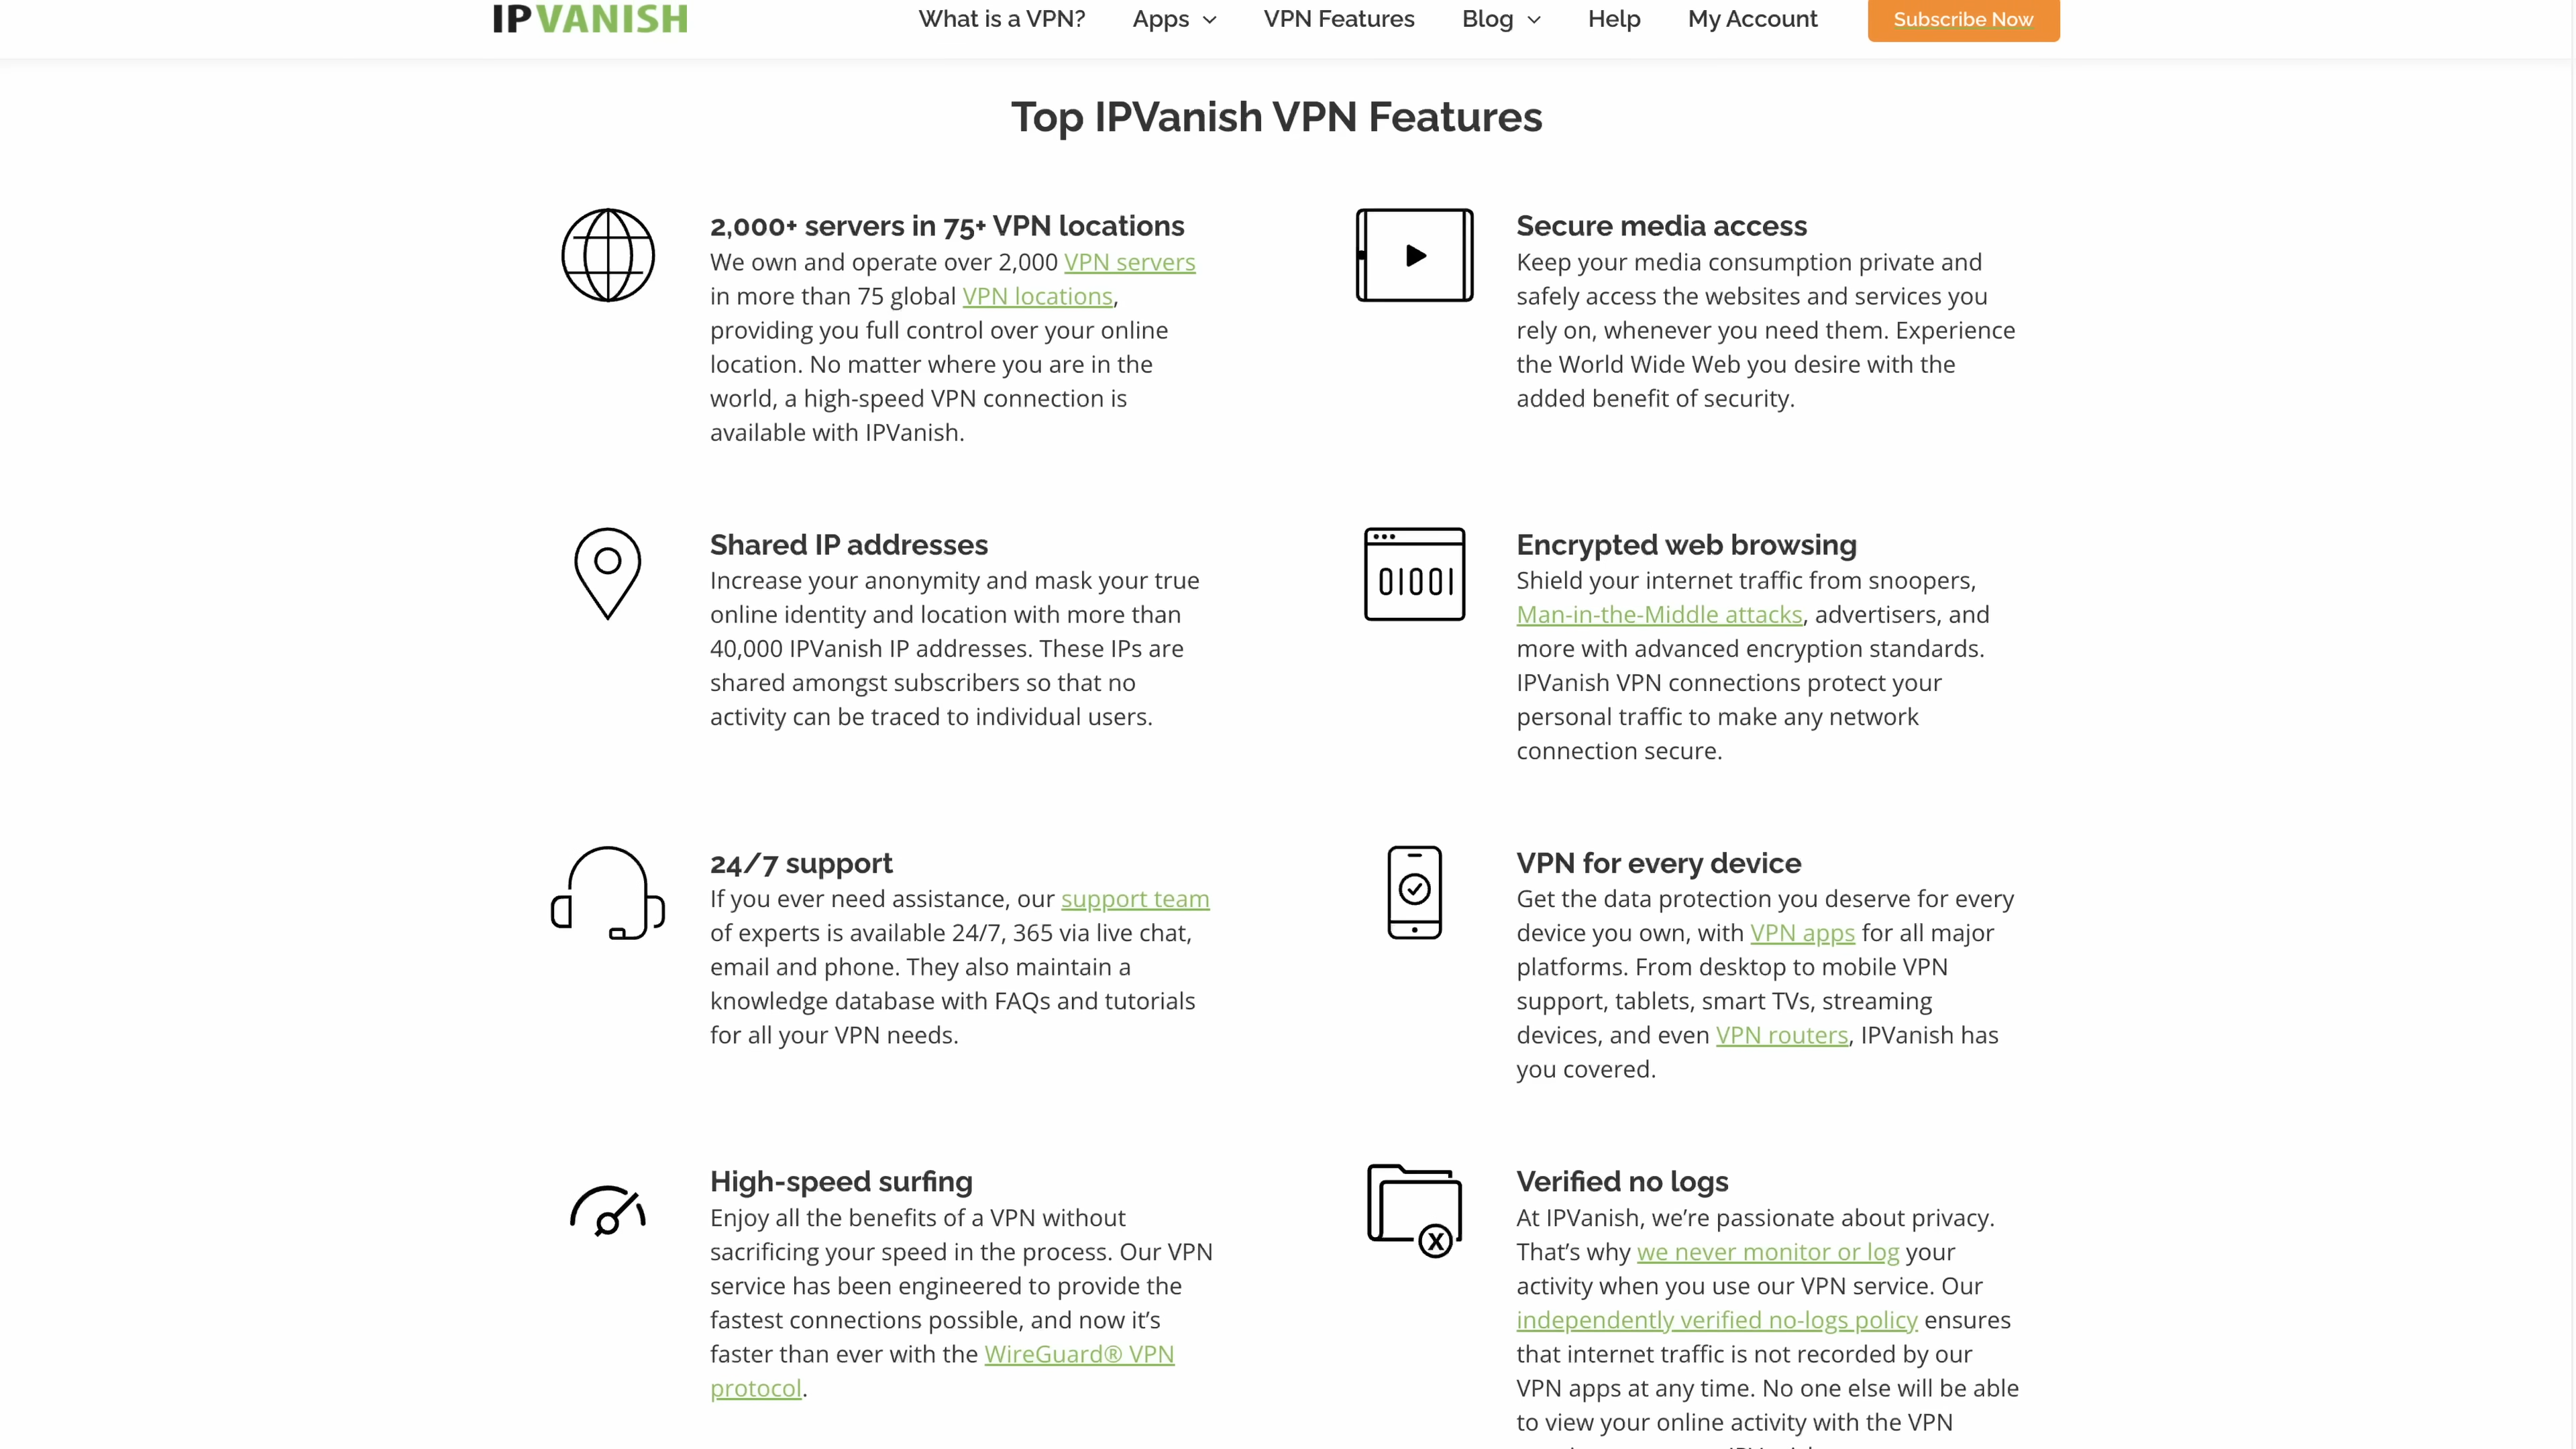 IPVANISH
What is a VPN?
Apps
VPN Features
Blog
Help
My Account
Subscribe Now
Top IPVanish VPN Features
2,000+ servers in 75+ VPN locations
We own and operate over 2,000 VPN servers
in more than 75 global VPN locations,
providing you full control over your online
location. No matter where you are in the
world, a high-speed VPN connection is
available with IPVanish.
Secure media access
Keep your media consumption private and
safely access the websites and services you
rely on, whenever you need them. Experience
the World Wide Web you desire with the
added benefit of security.
Shared IP addresses
Increase your anonymity and mask your true
online identity and location with more than
40,000 IPVanish IP addresses. These IPs are
shared amongst subscribers so that no
activity can be traced to individual users.
01001
Encrypted web browsing
Shield your internet traffic from snoopers,
Man-in-the-Middle attacks, advertisers, and
more with advanced encryption standards.
IPVanish VPN connections protect your
personal traffic to make any network
connection secure.
24/7 support
If you ever need assistance, our support team
of experts is available 24/7, 365 via live chat,
email and phone. They also maintain a
knowledge database with FAQs and tutorials
for all your VPN needs.
VPN for every device
Get the data protection you deserve for every
device you own, with VPN apps for all major
platforms. From desktop to mobile VPN
support, tablets, smart TVs, streaming
devices, and even VPN routers, IPVanish has
you covered.
High-speed surfing
Enjoy all the benefits of a VPN without
sacrificing your speed in the process. Our VPN
service has been engineered to provide the
fastest connections possible, and now it’s
faster than ever with the WireGuard® VPN
protocol.
Verified no logs
At IPVanish, we’re passionate about privacy.
That’s why we never monitor or log your
activity when you use our VPN service. Our
independently verified no-logs policy ensures
that internet traffic is not recorded by our
VPN apps at any time. No one else will be able
to view your online activity with the VPN